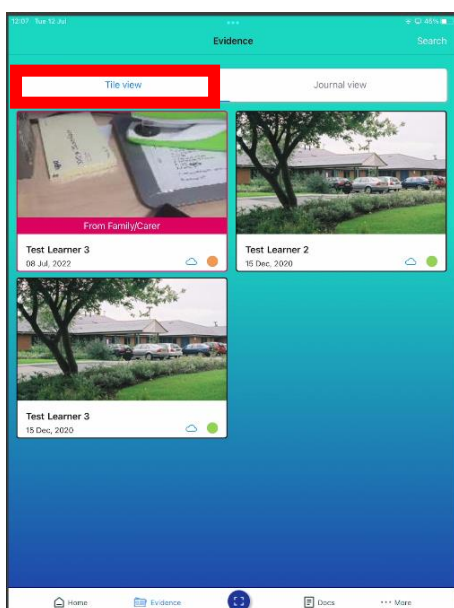 12:07 Tue 12 Jul
45%
Evidence
Search
Tile view
Journal view
From Family/Carer
Test Learner 3
08 Jul, 2022
Test Learner 2
15 Dec, 2020
Test Learner 3
15 Dec, 2020
Home
Evidence
Docs
More